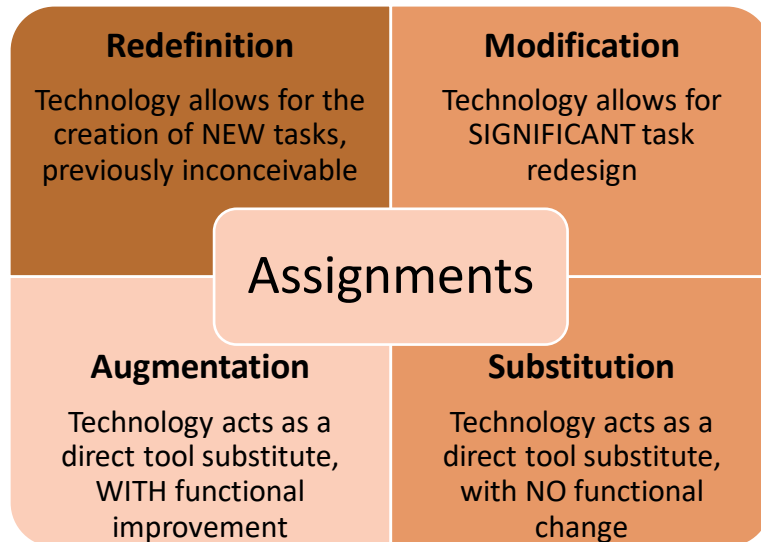 Redefinition
Technology allows for the
creation of NEW tasks,
previously inconceivable
Modification
Technology allows for
SIGNIFICANT task
redesign
Assignments
Augmentation
Technology acts as a
direct tool substitute,
WITH functional
improvement
Substitution
Technology acts as a
direct tool substitute,
with NO functional
change